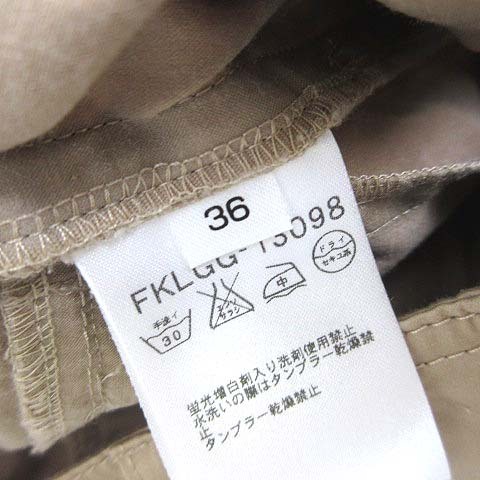 36
FKLGG-13098
手洗イ
30
エンソ
サラシ
中
ドライ
セキユ系
蛍光増白剤入り洗剤使用禁止
水洗いの際はタンブラー乾燥禁
止
タンブラー乾燥禁止